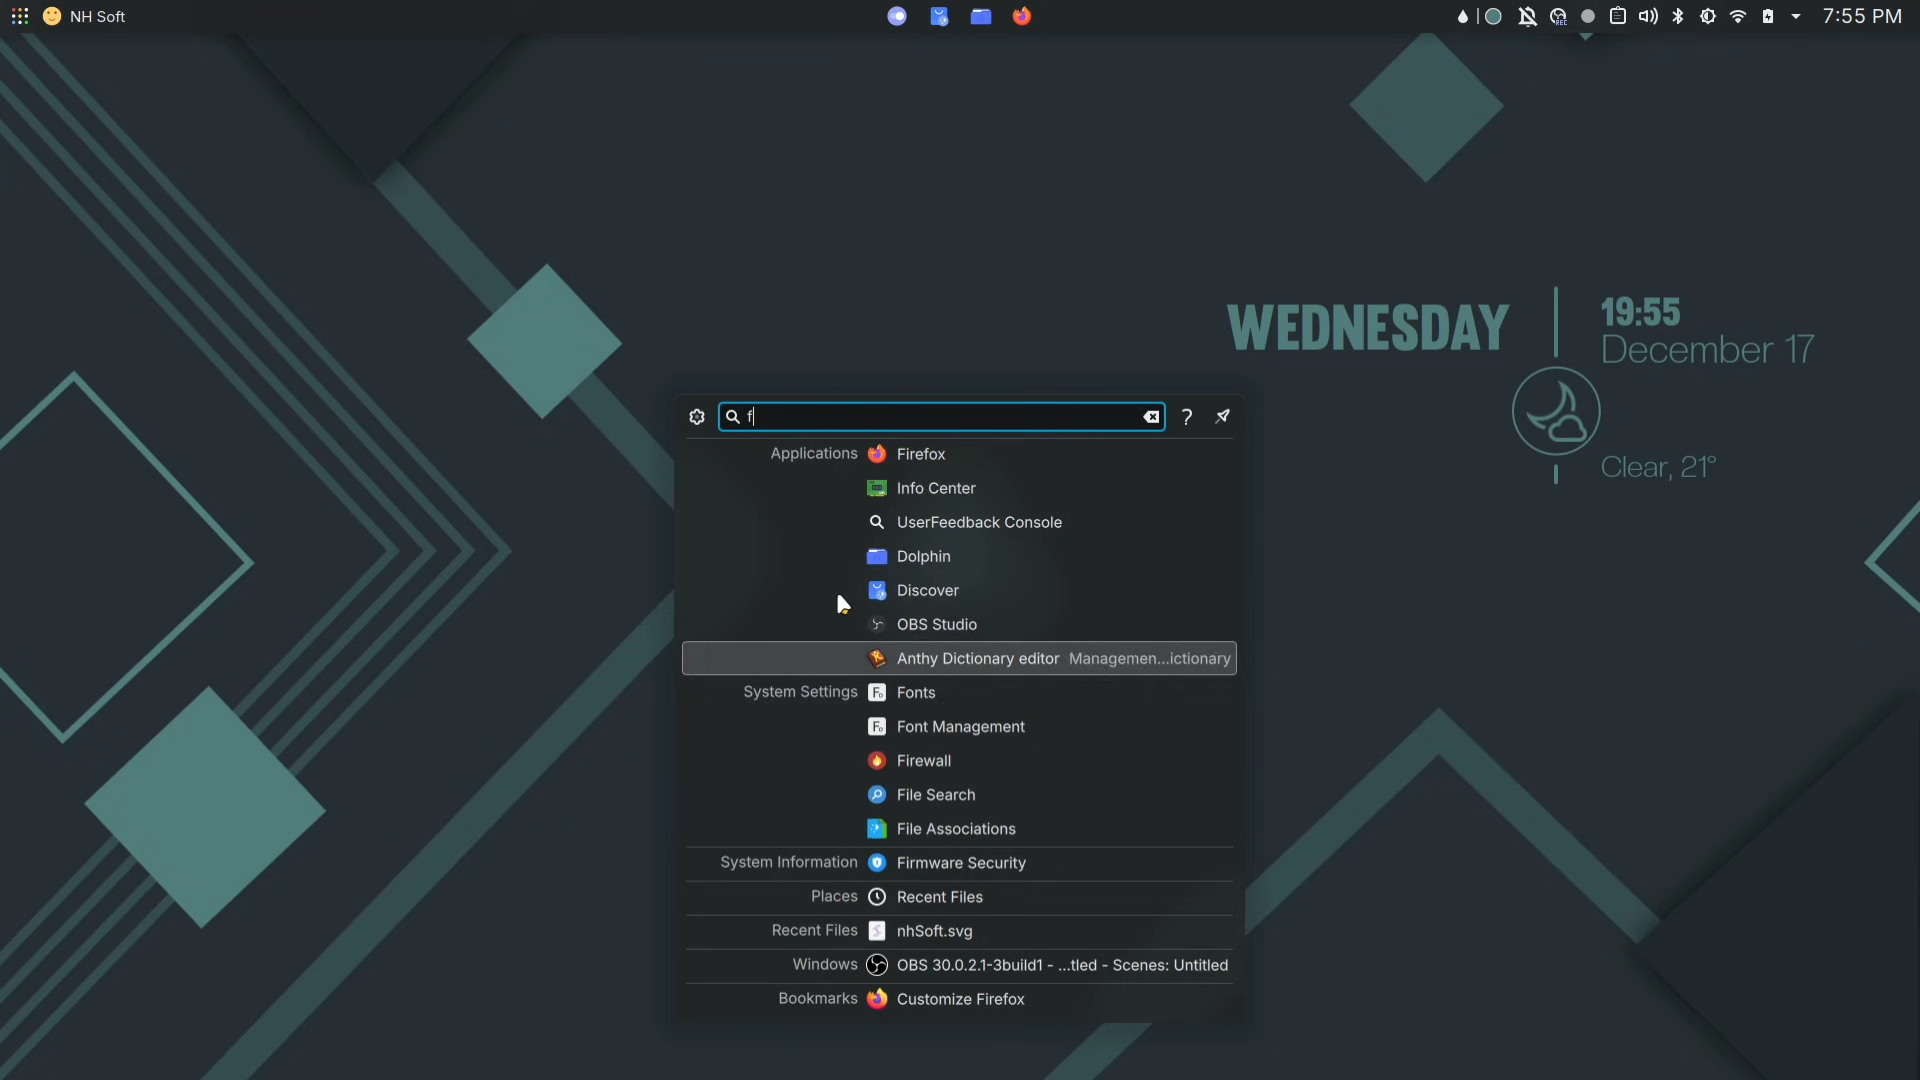 NH Soft
7:55 PM
WEDNESDAY
19:55
December 17
Clear, 21°
f
?
Applications Firefox
Info Center
UserFeedback Console
Dolphin
Discover
OBS Studio
Anthy Dictionary editor Managemen...ictionary
System Settings Fonts
Font Management
Firewall
File Search
File Associations
System Information Firmware Security
Places Recent Files
Recent Files nhSoft.svg
Windows OBS 30.0.2.1-3build1 - ...tled - Scenes: Untitled
Bookmarks Customize Firefox